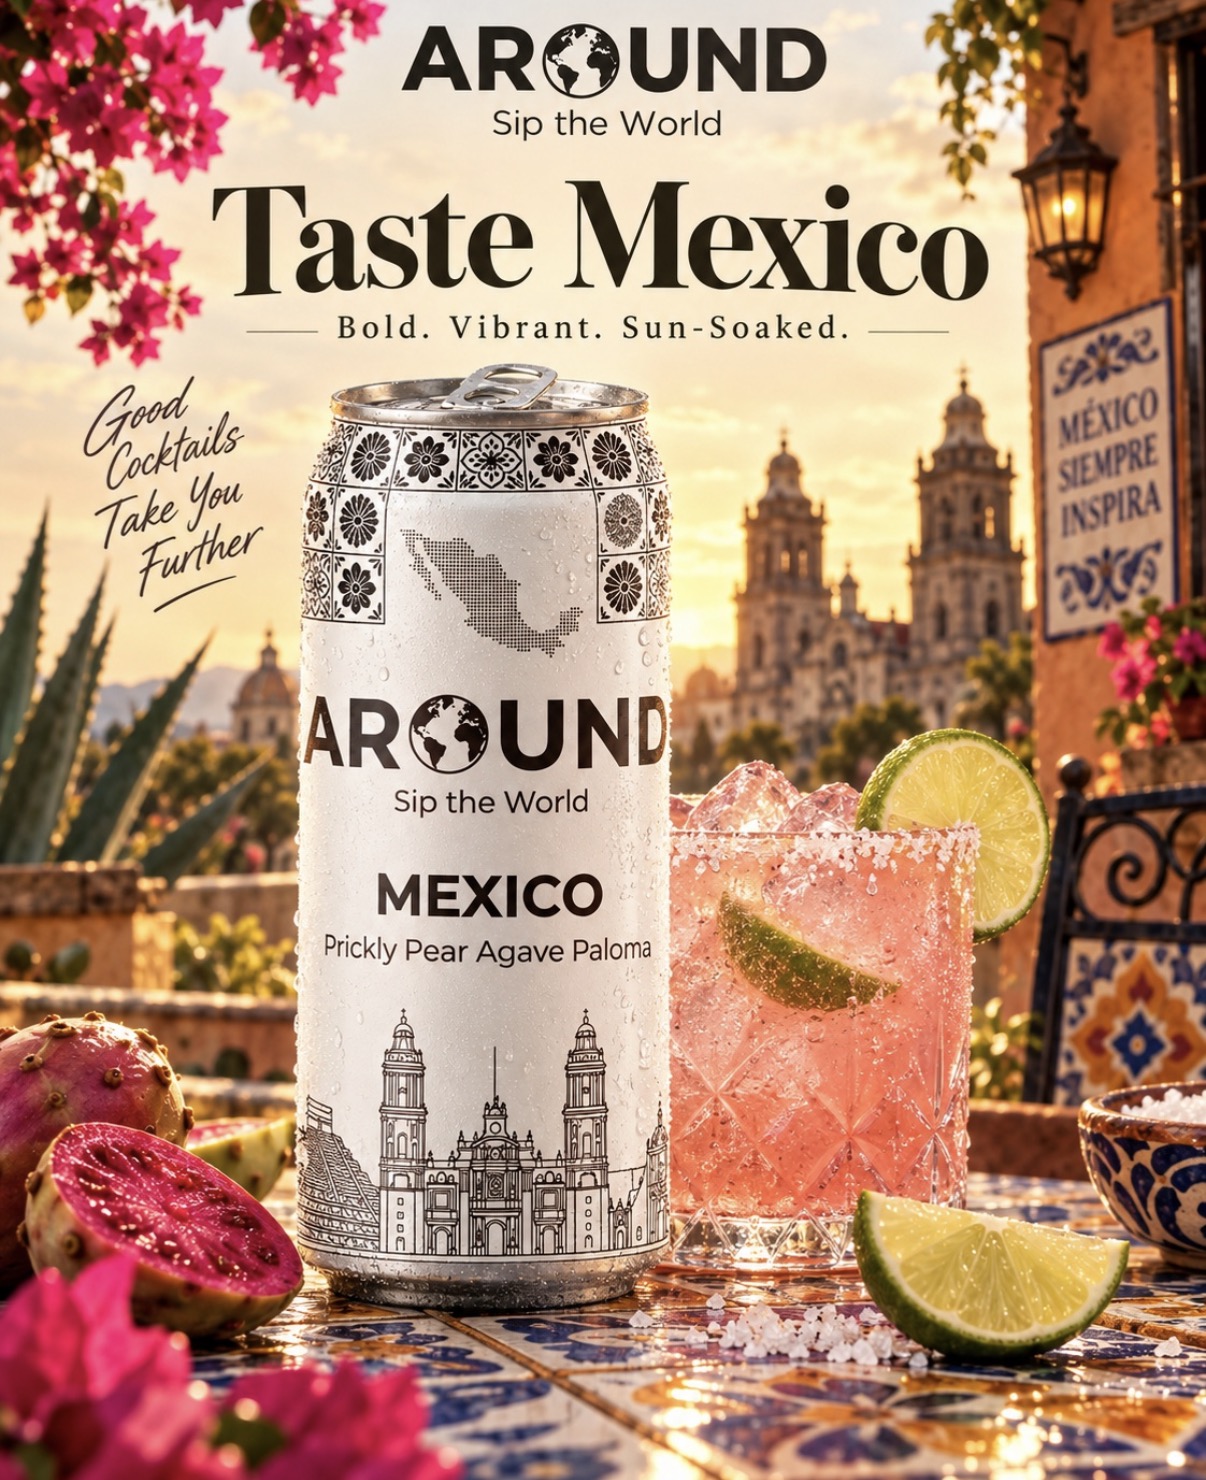 AROUND
Sip the World
Taste Mexico
Bold. Vibrant. Sun-Soaked.
Good
Cocktails
Take You
Further
MÉXICO
SIEMPRE
INSPIRA
AROUND
Sip the World
MEXICO
Prickly Pear Agave Paloma